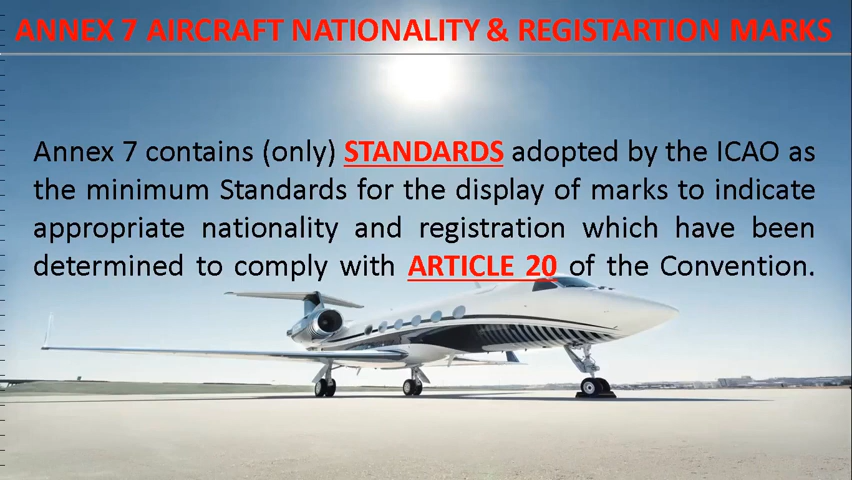 ANNEX 7 AIRCRAFT NATIONALITY & REGISTARTION MARKS
Annex 7 contains (only) STANDARDS adopted by the ICAO as
the minimum Standards for the display of marks to indicate
appropriate nationality and registration which have been
determined to comply with ARTICLE 20 of the Convention.